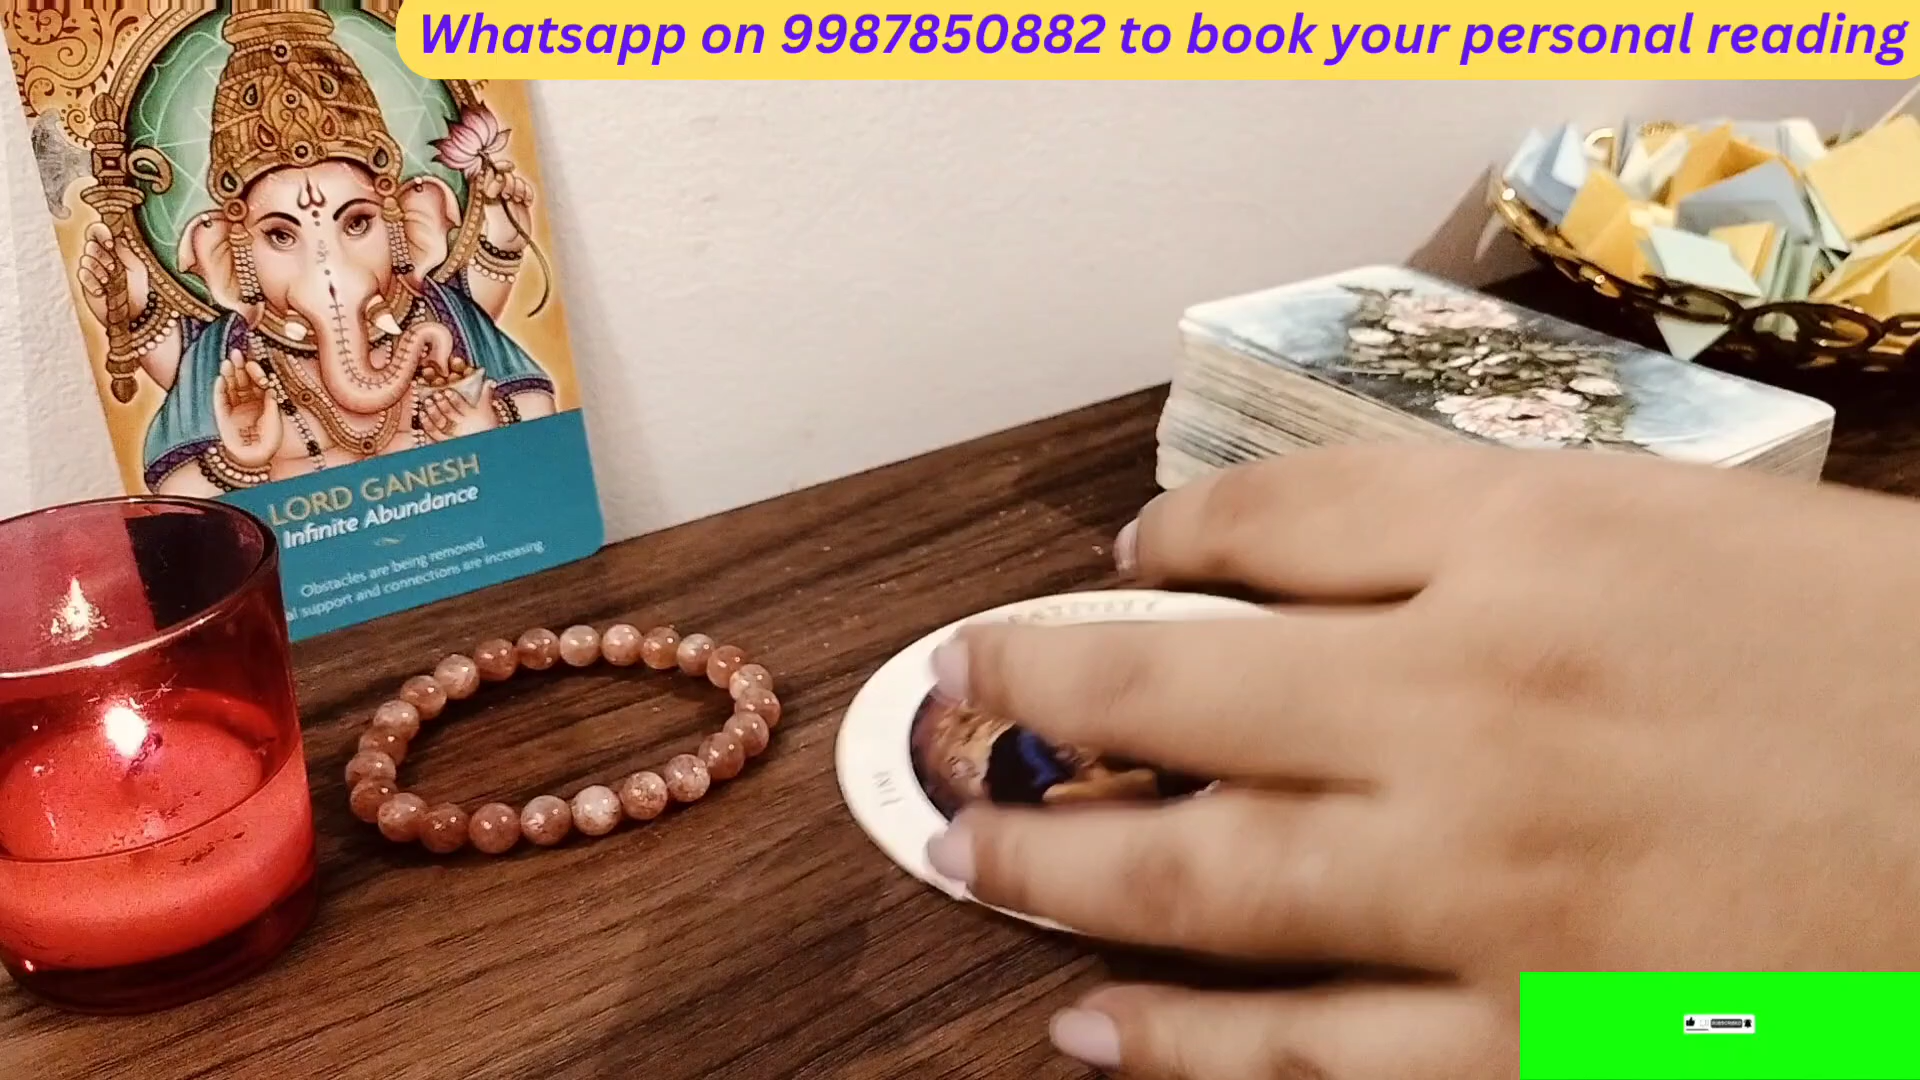 Whatsapp on 9987850882 to book your personal reading
LORD GANESH
Infinite Abundance
Obstacles are being removed
support and connections are increasing
SUBSCRIBED